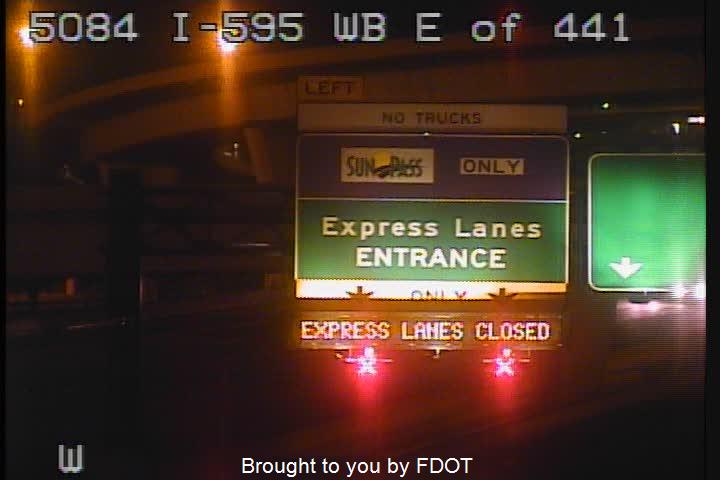 5084 I-595 WB E of 441
LEFT
NO TRUCKS
SUNPASS ONLY
Express Lanes
ENTRANCE
ONLY
EXPRESS LANES CLOSED
W
Brought to you by FDOT